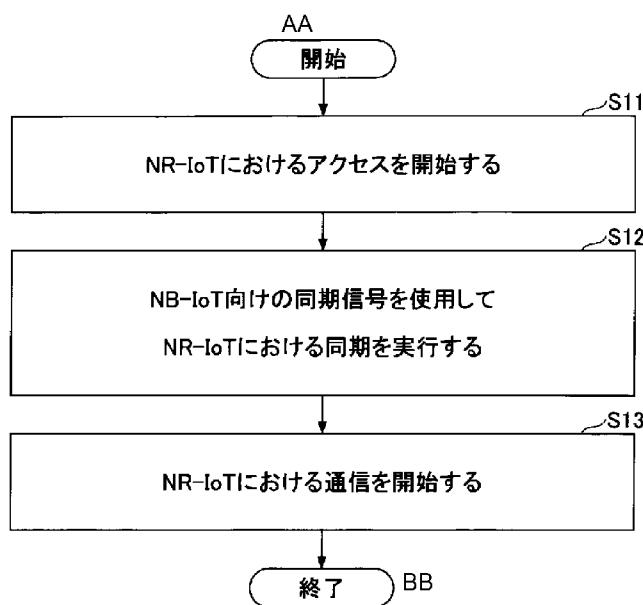 AA
開始
S11
NR-IoTにおけるアクセスを開始する
S12
NB-IoT向けの同期信号を使用して
NR-IoTにおける同期を実行する
S13
NR-IoTにおける通信を開始する
終了
BB